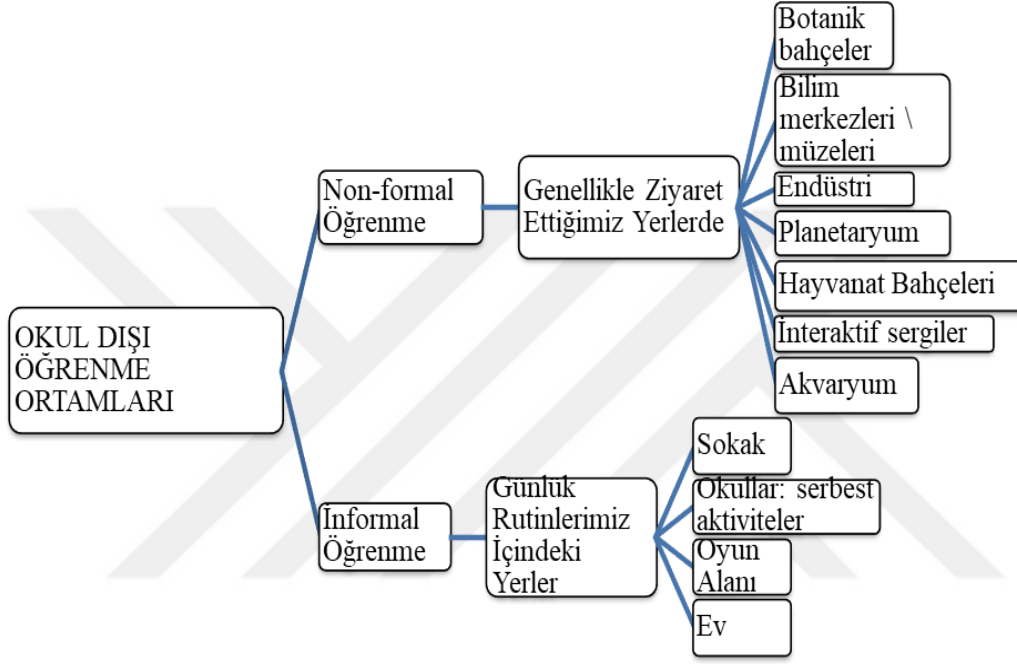 OKUL DIŞI
ÖĞRENME
ORTAMLARI
Non-formal
Öğrenme
Genellikle Ziyaret
Ettiğimiz Yerlerde
Botanik
bahçeler
Bilim
merkezleri \
müzeleri
Endüstri
Planetaryum
Hayvanat Bahçeleri
İnteraktif sergiler
Akvaryum
İnformal
Öğrenme
Günlük
Rutinlerimiz
İçindeki
Yerler
Sokak
Okullar: serbest
aktiviteler
Oyun
Alanı
Ev